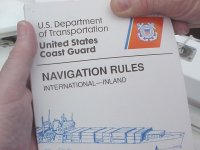 U.S. Department
of Transportation
United States
Coast Guard
NAVIGATION RULES
INTERNATIONAL—INLAND